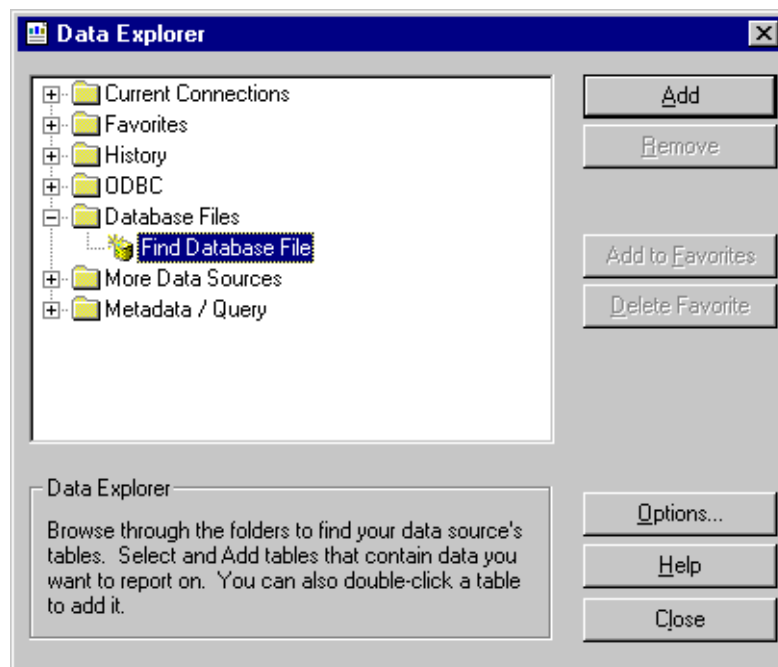 Data Explorer
Current Connections
Favorites
History
ODBC
Database Files
Find Database File
More Data Sources
Metadata / Query
Add
Remove
Add to Favorites
Delete Favorite
Data Explorer
Browse through the folders to find your data source's
tables. Select and Add tables that contain data you
want to report on. You can also double-click a table
to add it.
Options...
Help
Close